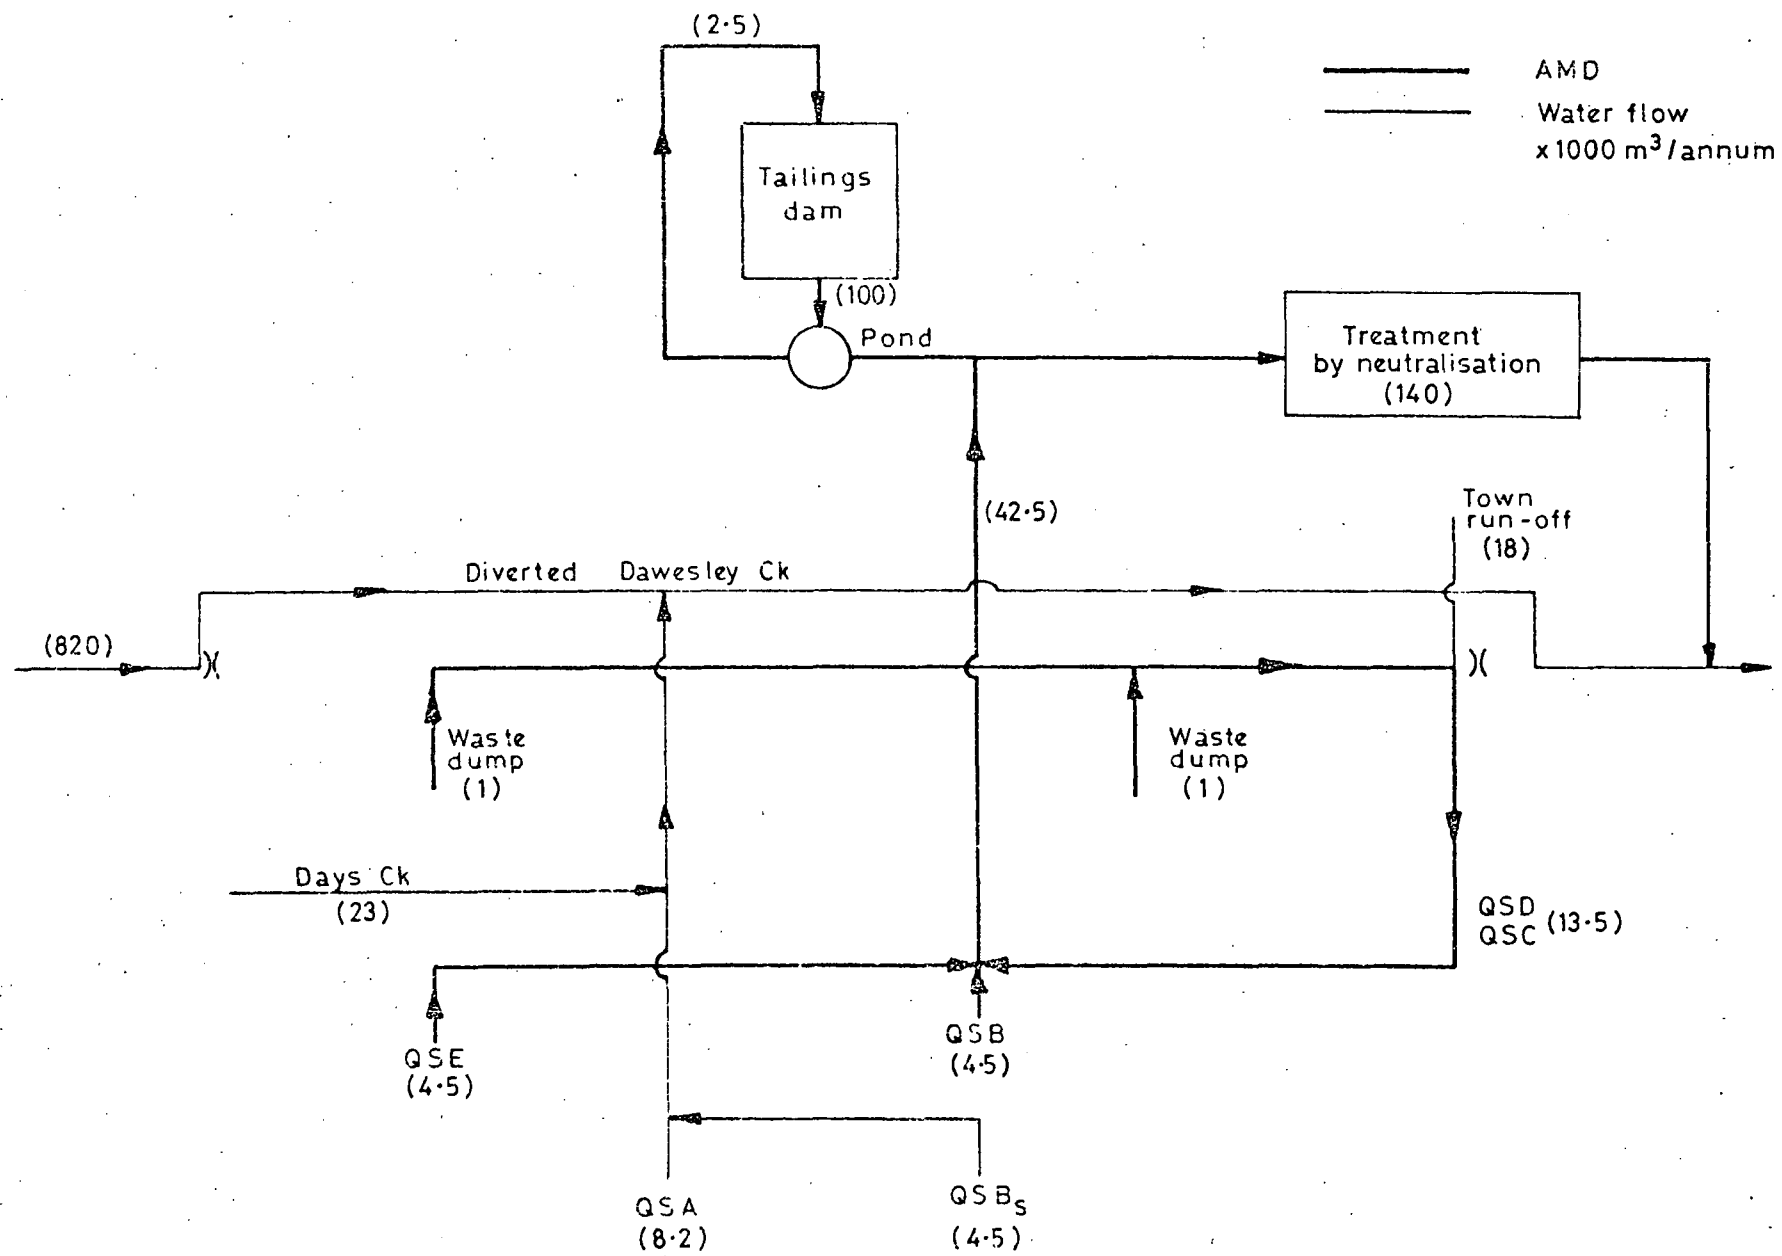 (2·5)
AMD
Water flow
x1000 m³/annum
Tailings
dam
(100)
Pond
Treatment
by neutralisation
(140)
(42·5)
Town
run-off
(18)
Diverted Dawesley Ck
(820)
Waste
dump
(1)
Waste
dump
(1)
Days Ck
(23)
QSD
QSC
(13·5)
QSE
(4·5)
QSB
(4·5)
QSA
(8·2)
QSBs
(4·5)